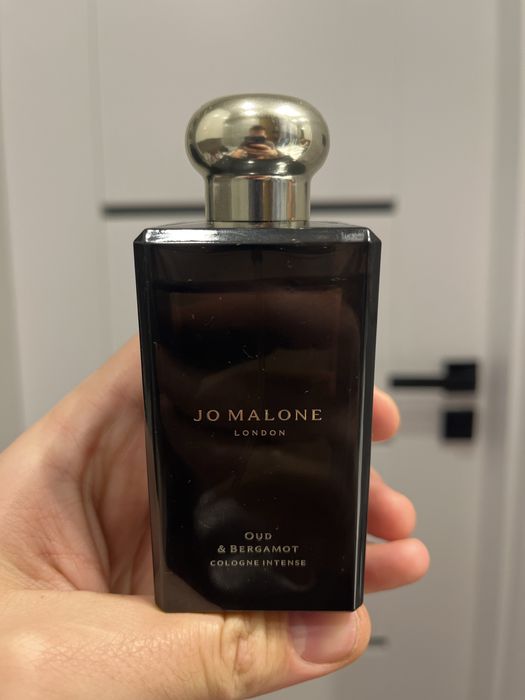 JO MALONE
LONDON
OUD
& BERGAMOT
COLOGNE INTENSE